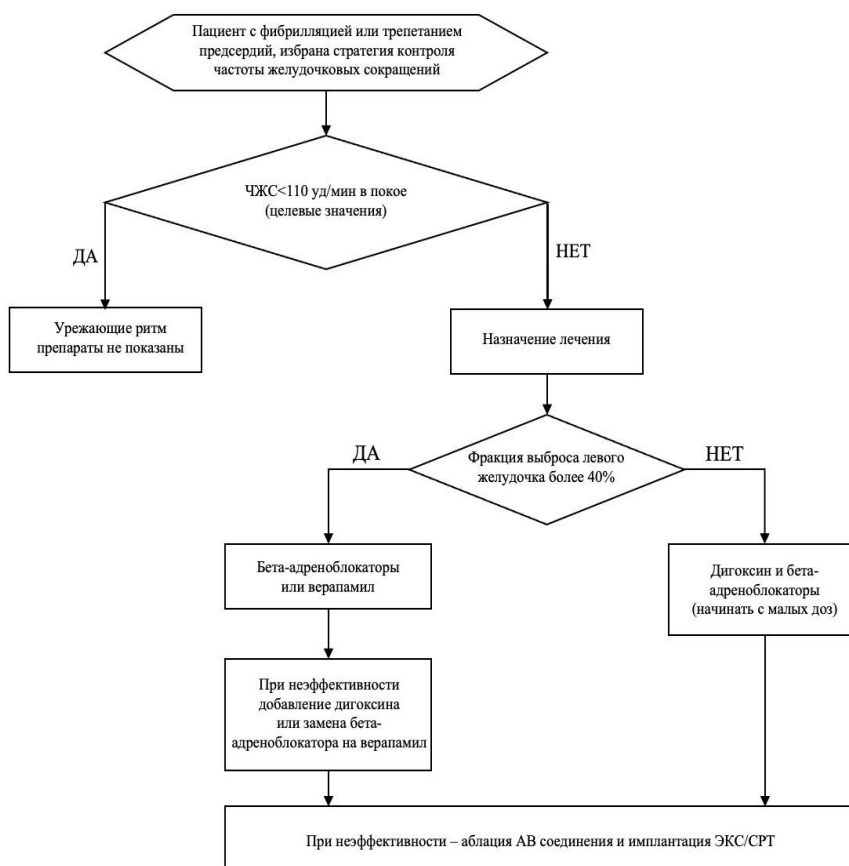 Пациент с фибрилляцией или трепетанием
предсердий, избрана стратегия контроля
частоты желудочковых сокращений
ЧЖС<110 уд/мин в покое
(целевые значения)
ДА
НЕТ
Урежающие ритм
препараты не показаны
Назначение лечения
ДА
НЕТ
Фракция выброса левого
желудочка более 40%
Бета-адреноблокаторы
или верапамил
Дигоксин и бета-
адреноблокаторы
(начинать с малых доз)
При неэффективности
добавление дигоксина
или замена бета-
адреноблокатора на верапамил
При неэффективности – аблация АВ соединения и имплантация ЭКС/СРТ